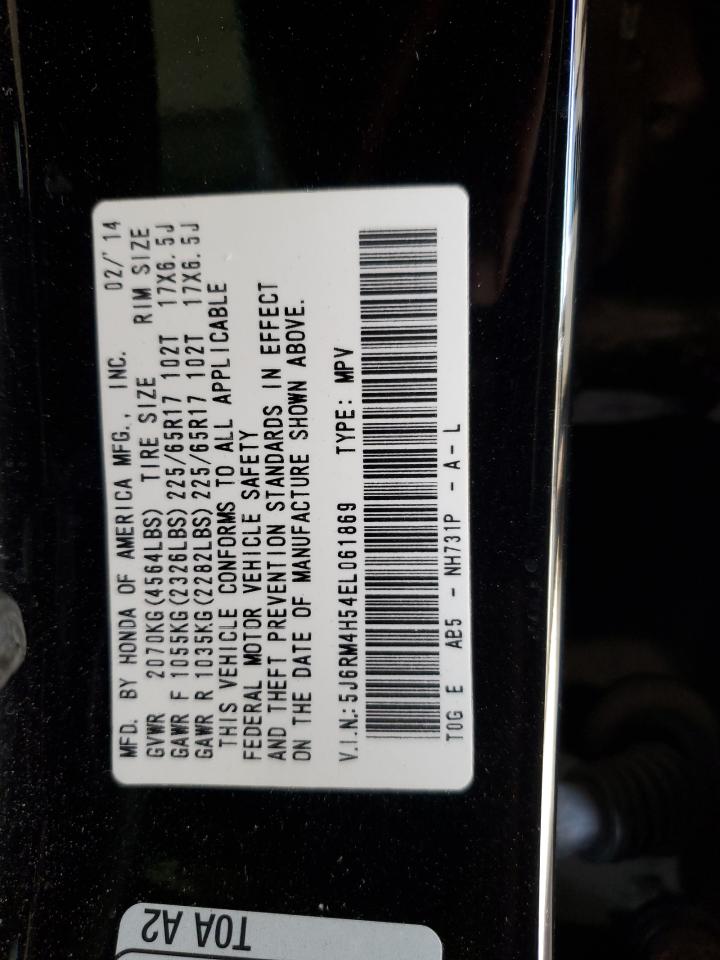 MFD. BY HONDA OF AMERICA MFG., INC. 02/'14
GVWR 2070KG(4564LBS) TIRE SIZE RIM SIZE
GAWR F 1055KG(2326LBS) 225/65R17 102T 17X6.5J
GAWR R 1035KG(2282LBS) 225/65R17 102T 17X6.5J
THIS VEHICLE CONFORMS TO ALL APPLICABLE
FEDERAL MOTOR VEHICLE SAFETY
AND THEFT PREVENTION STANDARDS IN EFFECT
ON THE DATE OF MANUFACTURE SHOWN ABOVE.
V.I.N.: 5J6RM4H54EL061869 TYPE: MPV
T0G E AB5 - NH731P - A - L
T0A A2